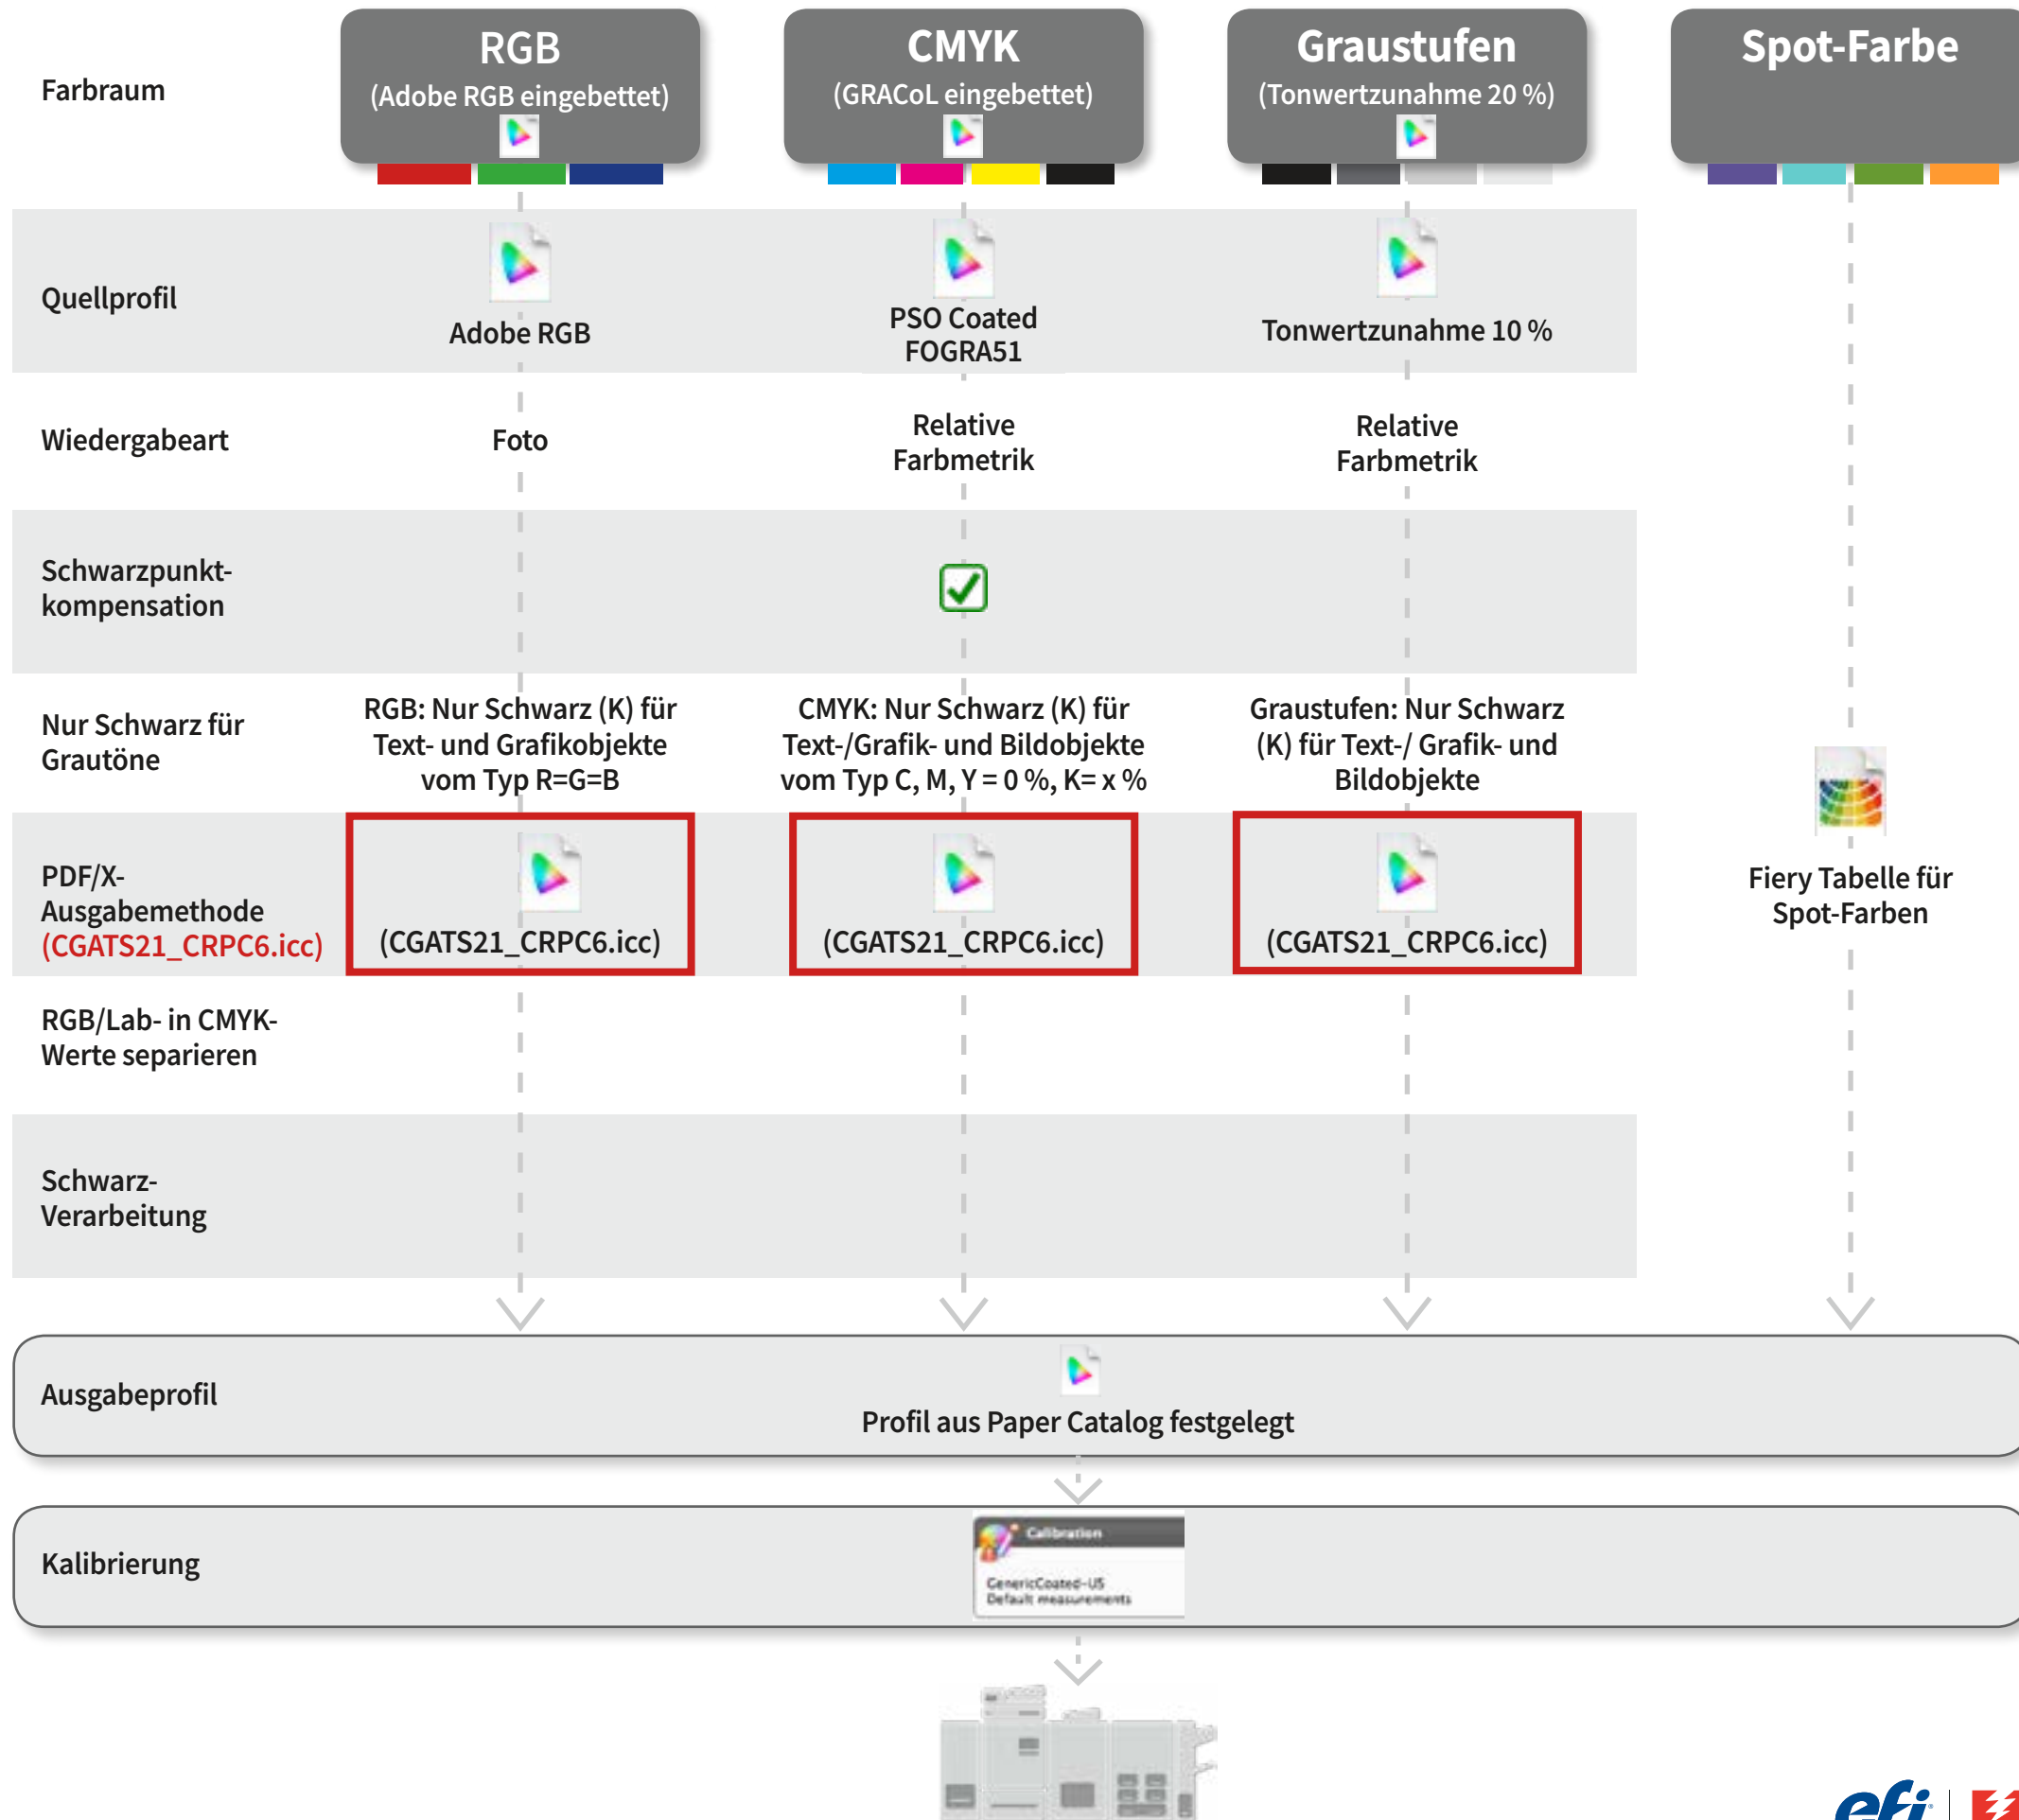 Farbraum
RGB
(Adobe RGB eingebettet)
CMYK
(GRACoL eingebettet)
Graustufen
(Tonwertzunahme 20 %)
Spot-Farbe
Quellprofil
Adobe RGB
PSO Coated
FOGRA51
Tonwertzunahme 10 %
Wiedergabeart
Foto
Relative
Farbmetrik
Relative
Farbmetrik
Schwarzpunkt-
kompensation
Nur Schwarz für
Grautöne
RGB: Nur Schwarz (K) für
Text- und Grafikobjekte
vom Typ R=G=B
CMYK: Nur Schwarz (K) für
Text-/Grafik- und Bildobjekte
vom Typ C, M, Y = 0 %, K= x %
Graustufen: Nur Schwarz
(K) für Text-/ Grafik- und
Bildobjekte
PDF/X-
Ausgabemethode
(CGATS21_CRPC6.icc)
(CGATS21_CRPC6.icc)
(CGATS21_CRPC6.icc)
(CGATS21_CRPC6.icc)
Fiery Tabelle für
Spot-Farben
RGB/Lab- in CMYK-
Werte separieren
Schwarz-
Verarbeitung
Ausgabeprofil
Profil aus Paper Catalog festgelegt
Kalibrierung
Calibration
GenericCoated-US
Default measurements
efi